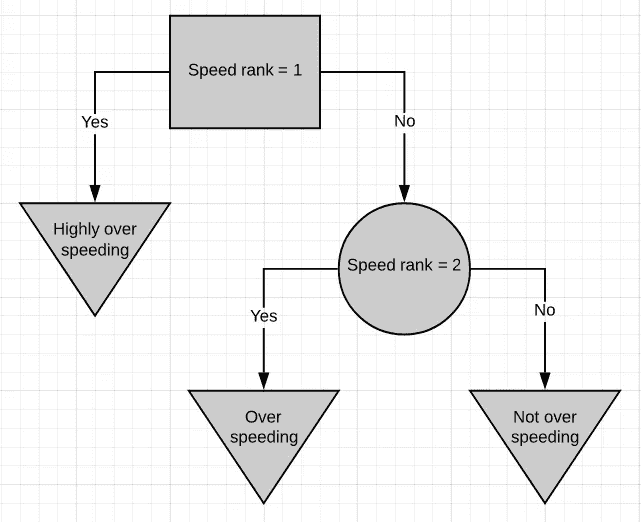 Speed rank = 1
Yes
No
Highly over
speeding
Speed rank = 2
Yes
No
Over
speeding
Not over
speeding